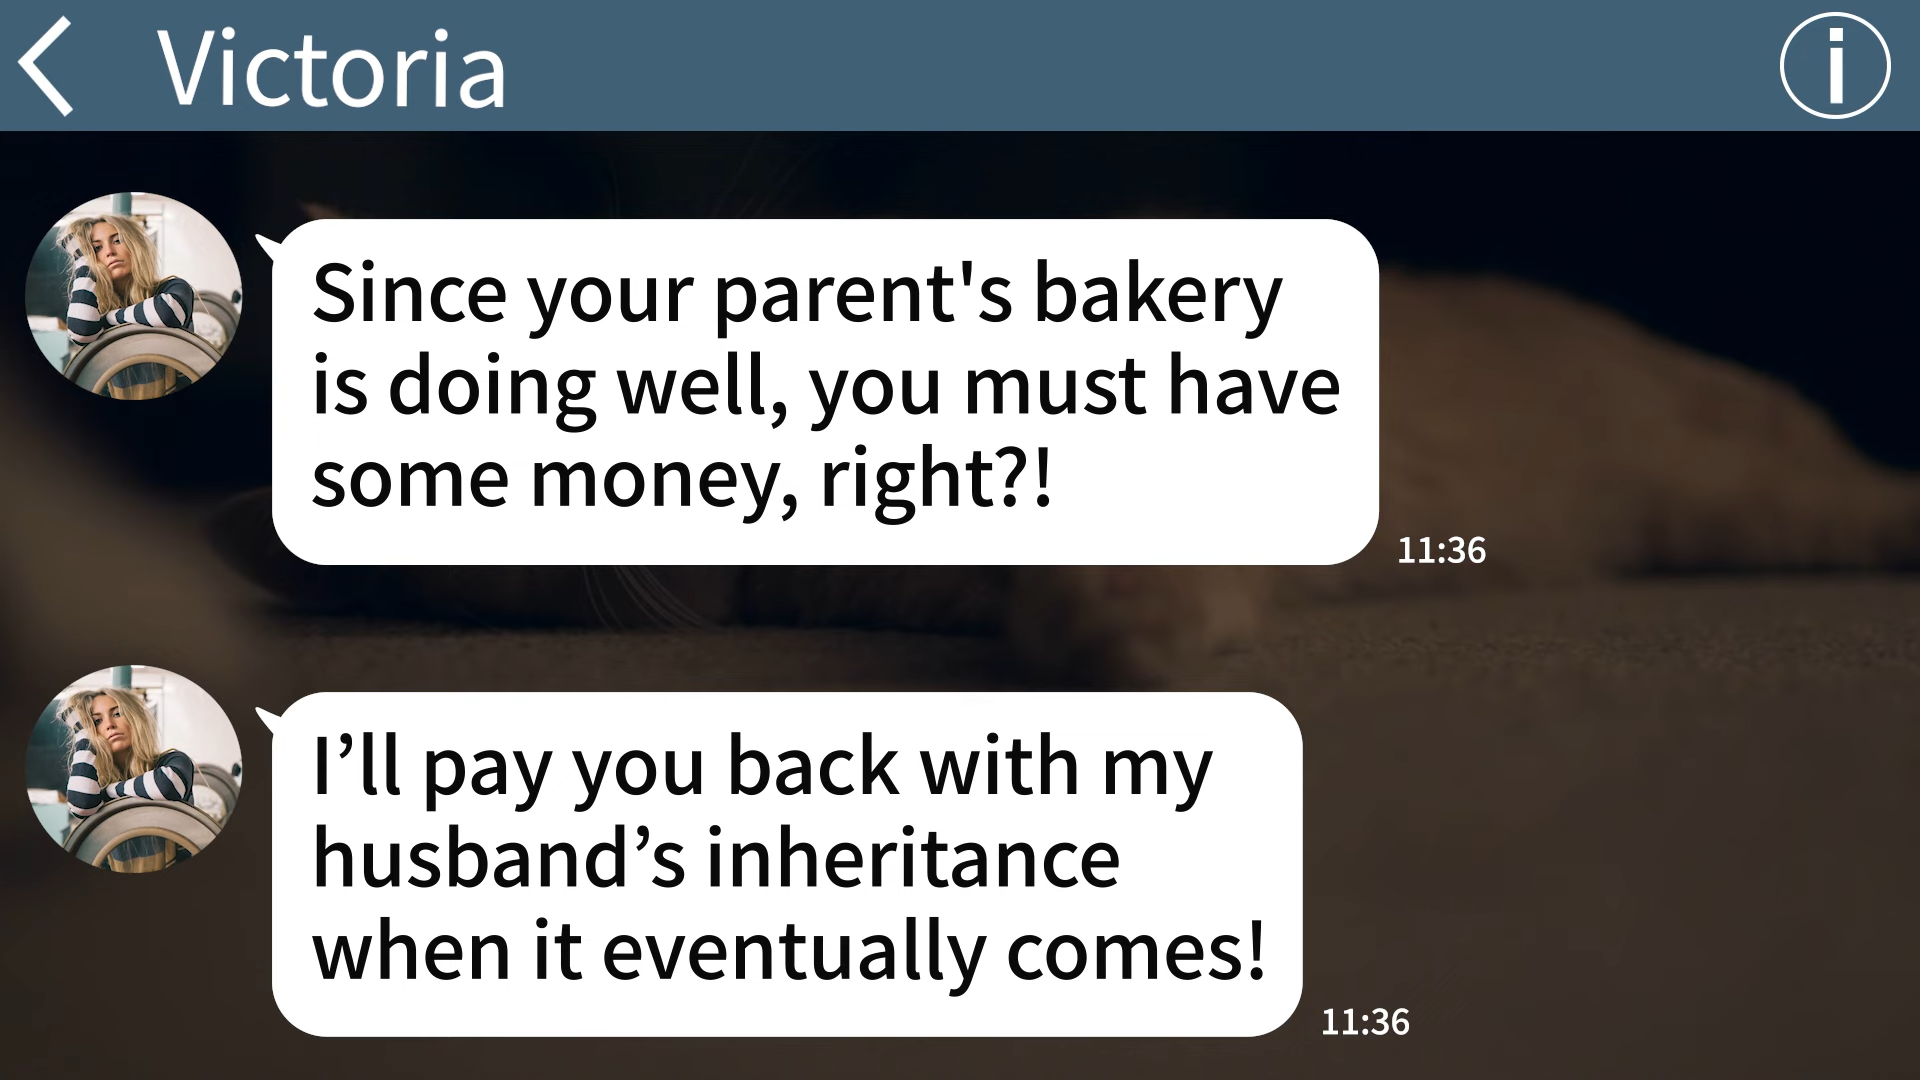 Victoria
i
Since your parent's bakery
is doing well, you must have
some money, right?!
11:36
I’ll pay you back with my
husband’s inheritance
when it eventually comes!
11:36